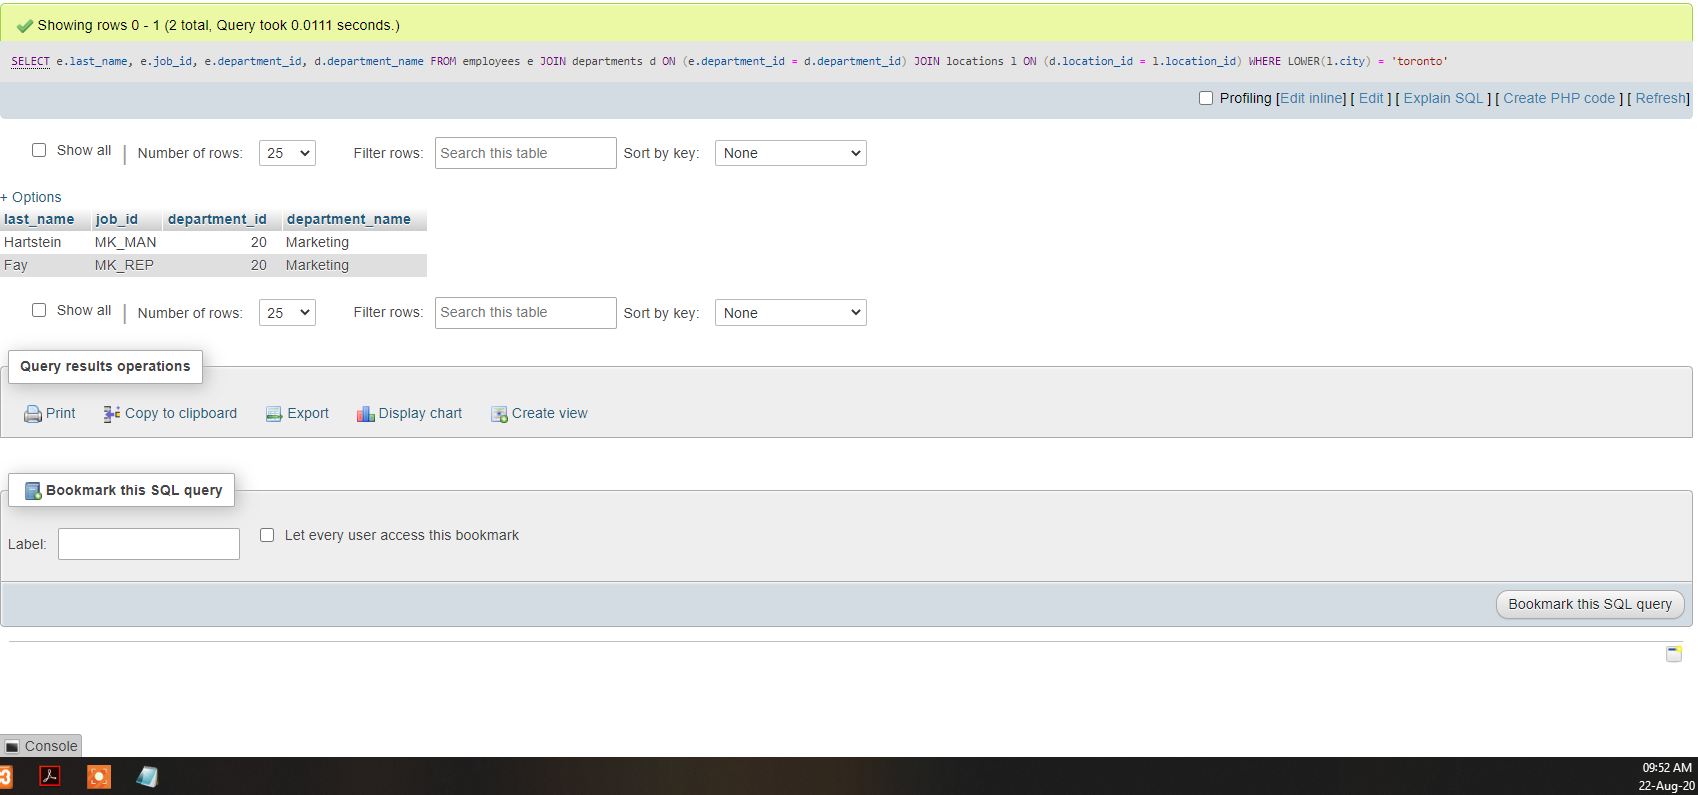 Showing rows 0 - 1 (2 total, Query took 0.0111 seconds.)
SELECT e.last_name, e.job_id, e.department_id, d.department_name FROM employees e JOIN departments d ON (e.department_id = d.department_id) JOIN locations l ON (d.location_id = l.location_id) WHERE LOWER(l.city) = 'toronto'
Profiling [Edit inline] [ Edit ] [ Explain SQL ] [ Create PHP code ] [ Refresh]
Show all | Number of rows: 25 Filter rows: Search this table Sort by key: None
+ Options
last_name job_id department_id department_name
Hartstein MK_MAN 20 Marketing
Fay MK_REP 20 Marketing
Show all | Number of rows: 25 Filter rows: Search this table Sort by key: None
Query results operations
Print Copy to clipboard Export Display chart Create view
Bookmark this SQL query
Label: Let every user access this bookmark
Bookmark this SQL query
Console
09:52 AM
22-Aug-20